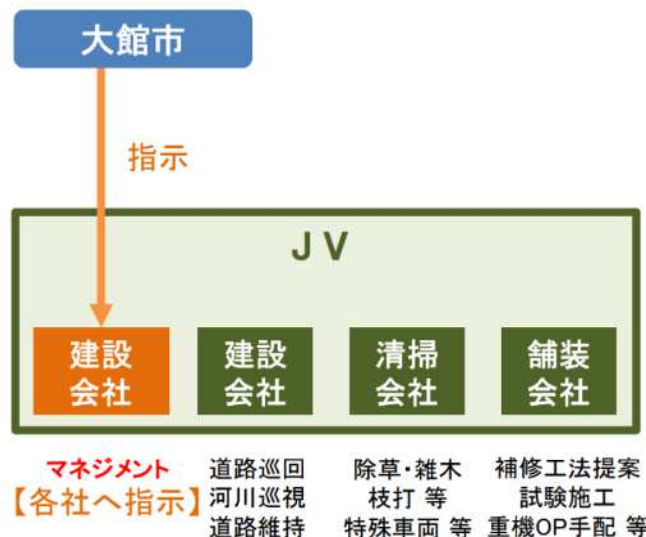 大館市
指示
JV
建設
会社
建設
会社
清掃
会社
舗装
会社
マネジメント
【各社へ指示】
道路巡回
河川巡視
道路維持
除草・雑木
枝打 等
特殊車両 等
補修工法提案
試験施工
重機OP手配 等